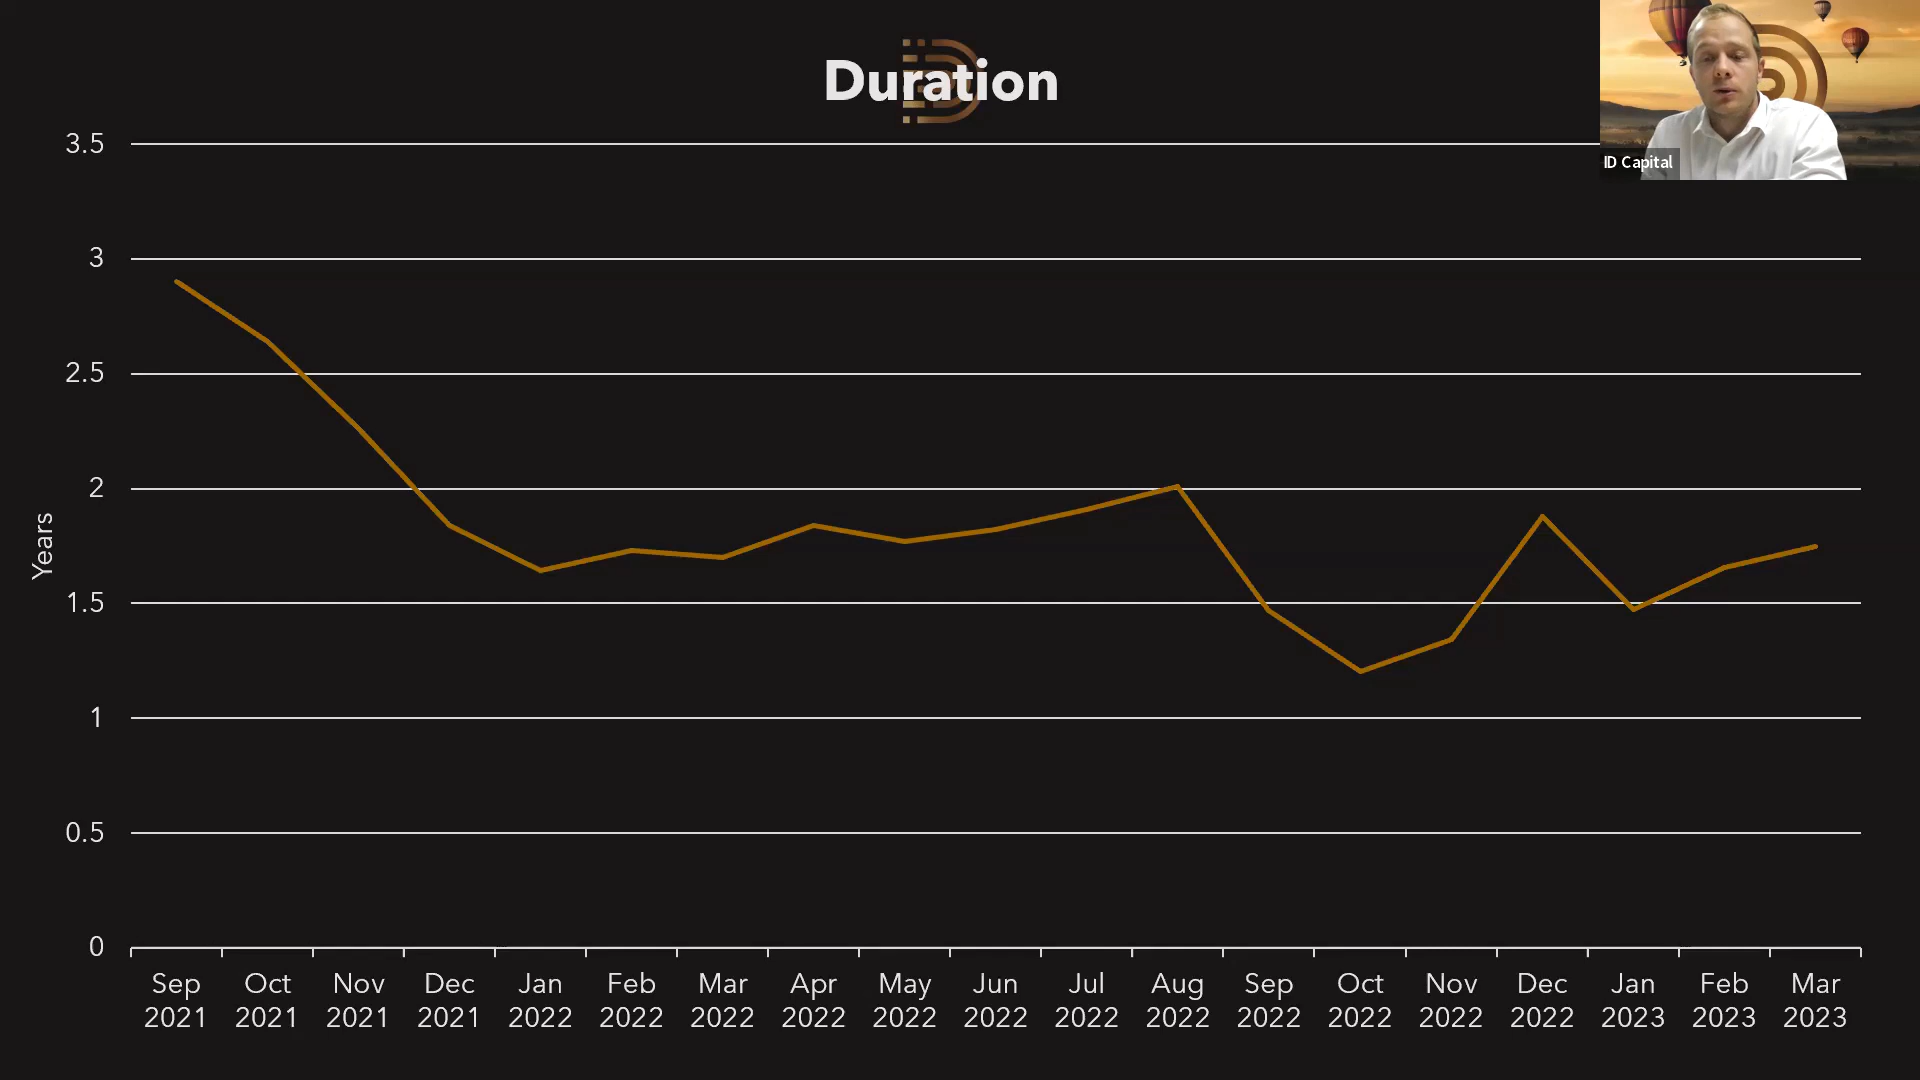 Duration
ID Capital
3.5
3
2.5
2
1.5
1
0.5
0
Years
Sep 2021
Oct 2021
Nov 2021
Dec 2021
Jan 2022
Feb 2022
Mar 2022
Apr 2022
May 2022
Jun 2022
Jul 2022
Aug 2022
Sep 2022
Oct 2022
Nov 2022
Dec 2022
Jan 2023
Feb 2023
Mar 2023